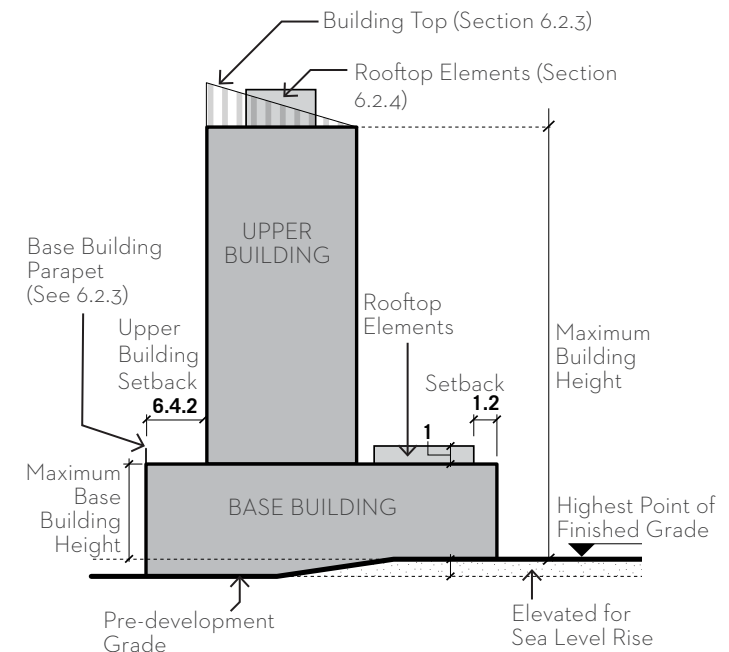 Building Top (Section 6.2.3)
Rooftop Elements (Section
6.2.4)
UPPER
BUILDING
Base Building
Parapet
(See 6.2.3)
Upper
Building
Setback
6.4.2
Rooftop
Elements
Setback
1.2
1
Maximum
Building
Height
Maximum
Base
Building
Height
BASE BUILDING
Highest Point of
Finished Grade
Pre-development
Grade
Elevated for
Sea Level Rise